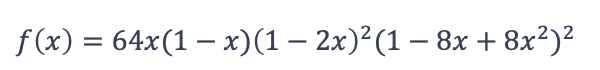 f(x) = 64x(1 − x)(1 − 2x)²(1 − 8x + 8x²)²